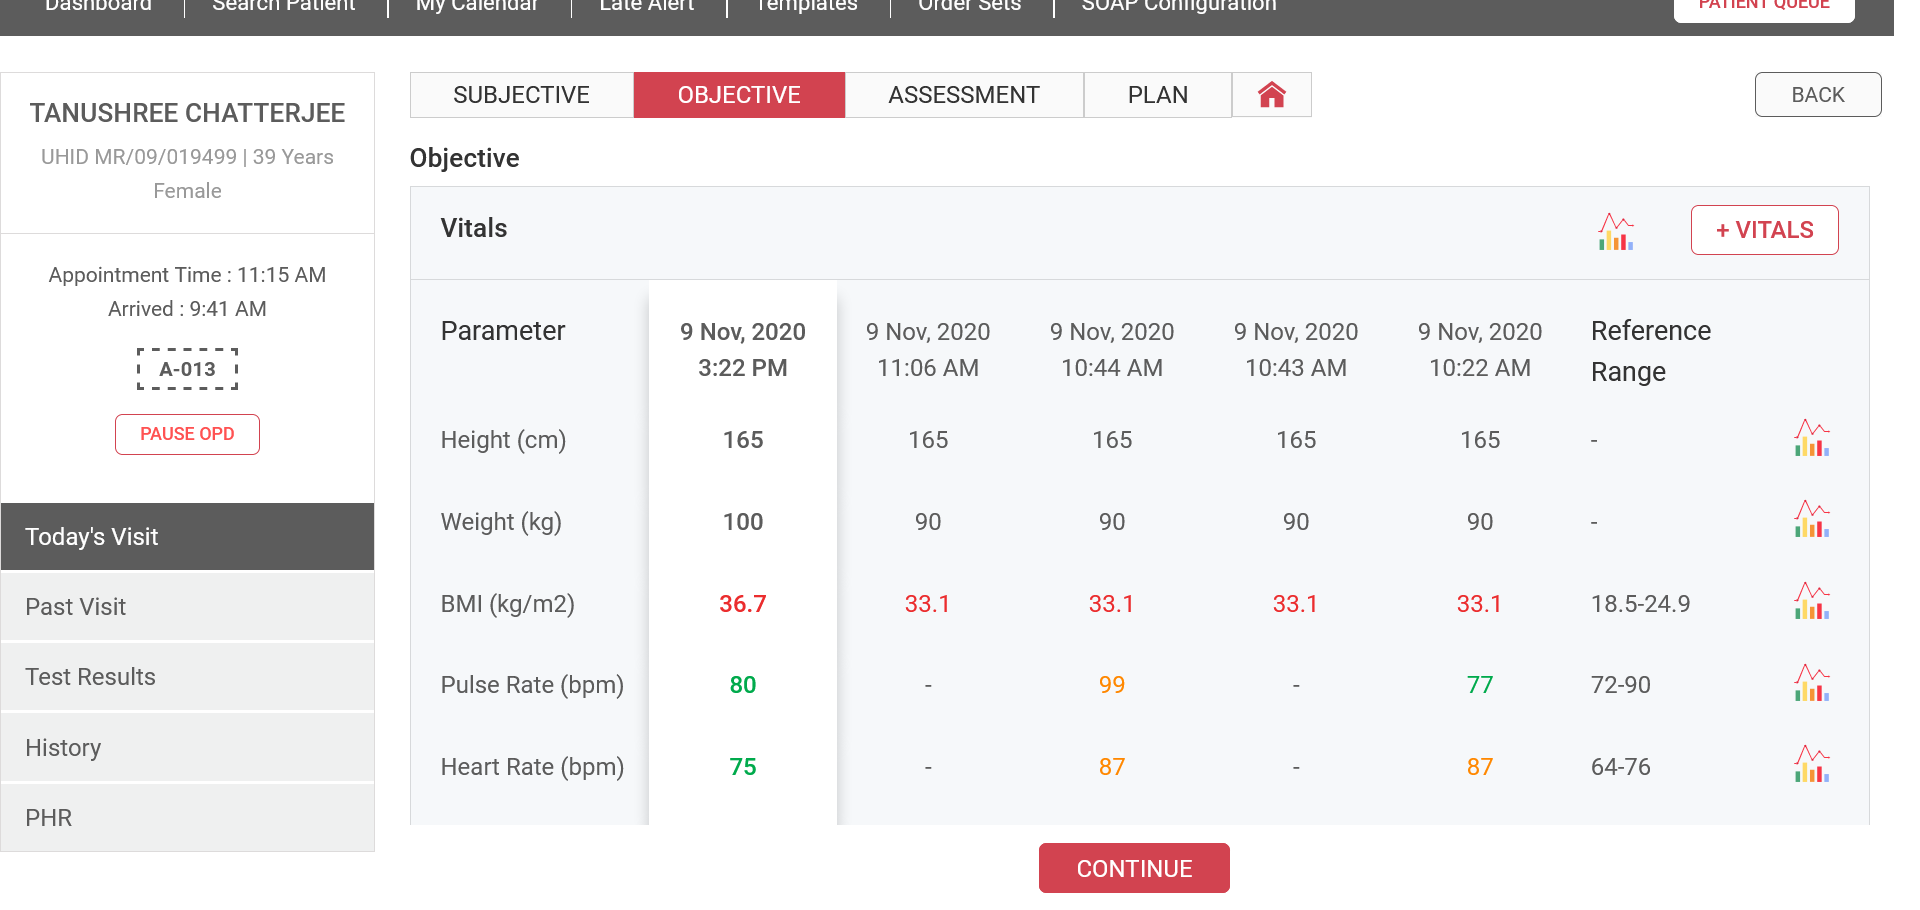 Dashboard Search Patient My Calendar Late Alert Templates Order Sets SOAP Configuration PATIENT QUEUE
TANUSHREE CHATTERJEE
UHID MR/09/019499 | 39 Years
Female
Appointment Time : 11:15 AM
Arrived : 9:41 AM
A-013
PAUSE OPD
Today's Visit
Past Visit
Test Results
History
PHR
SUBJECTIVE OBJECTIVE ASSESSMENT PLAN BACK
Objective
Vitals + VITALS
Parameter 9 Nov, 2020 9 Nov, 2020 9 Nov, 2020 9 Nov, 2020 9 Nov, 2020 Reference
3:22 PM 11:06 AM 10:44 AM 10:43 AM 10:22 AM Range
Height (cm) 165 165 165 165 165 -
Weight (kg) 100 90 90 90 90 -
BMI (kg/m2) 36.7 33.1 33.1 33.1 33.1 18.5-24.9
Pulse Rate (bpm) 80 - 99 - 77 72-90
Heart Rate (bpm) 75 - 87 - 87 64-76
CONTINUE